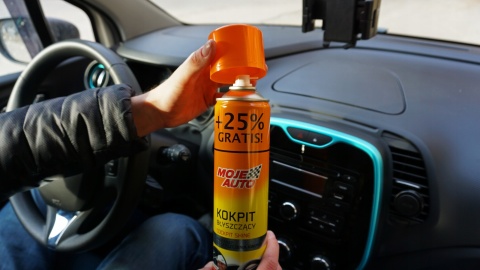 +25%
GRATIS!
MOJE
AUTO
KOKPIT
BŁYSZCZĄCY